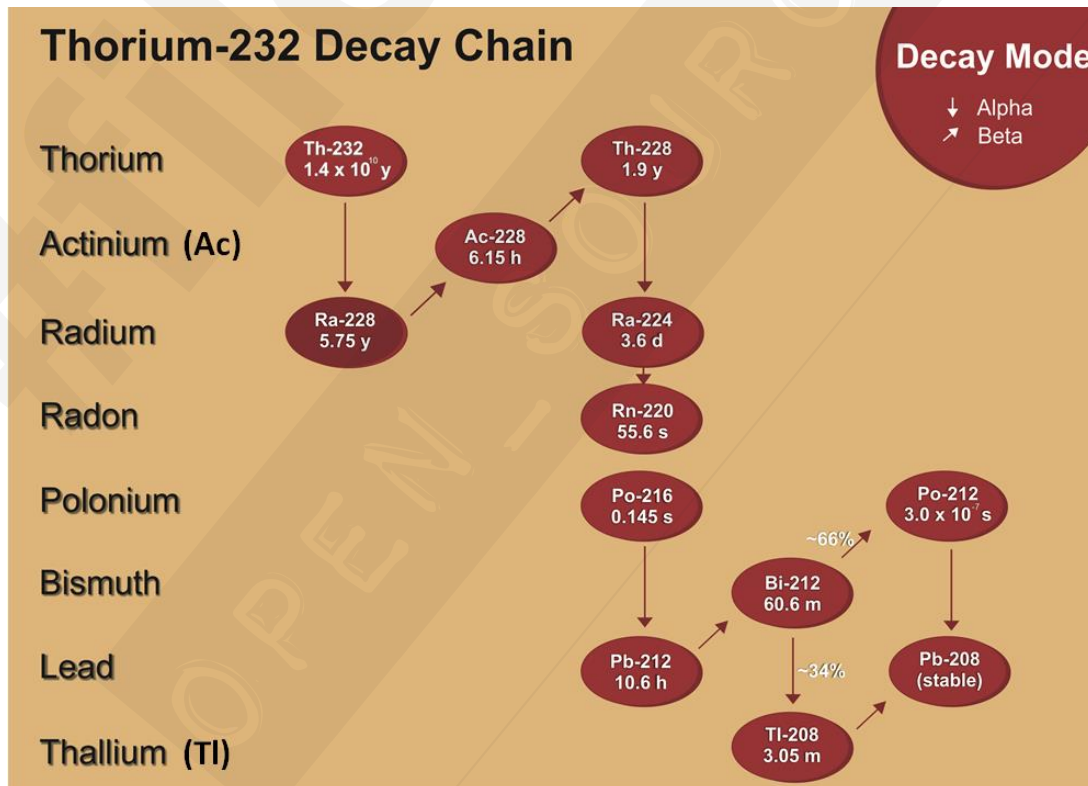 Thorium-232 Decay Chain
Decay Mode
↓ Alpha
↗ Beta
Thorium
Th-232
1.4 x 10¹⁰ y
Th-228
1.9 y
Actinium (Ac)
Ac-228
6.15 h
Radium
Ra-228
5.75 y
Ra-224
3.6 d
Radon
Rn-220
55.6 s
Polonium
Po-216
0.145 s
Po-212
3.0 x 10⁻⁷ s
~66%
Bismuth
Bi-212
60.6 m
Lead
Pb-212
10.6 h
~34%
Pb-208
(stable)
Thallium (Tl)
Tl-208
3.05 m
OPEN_SOUR